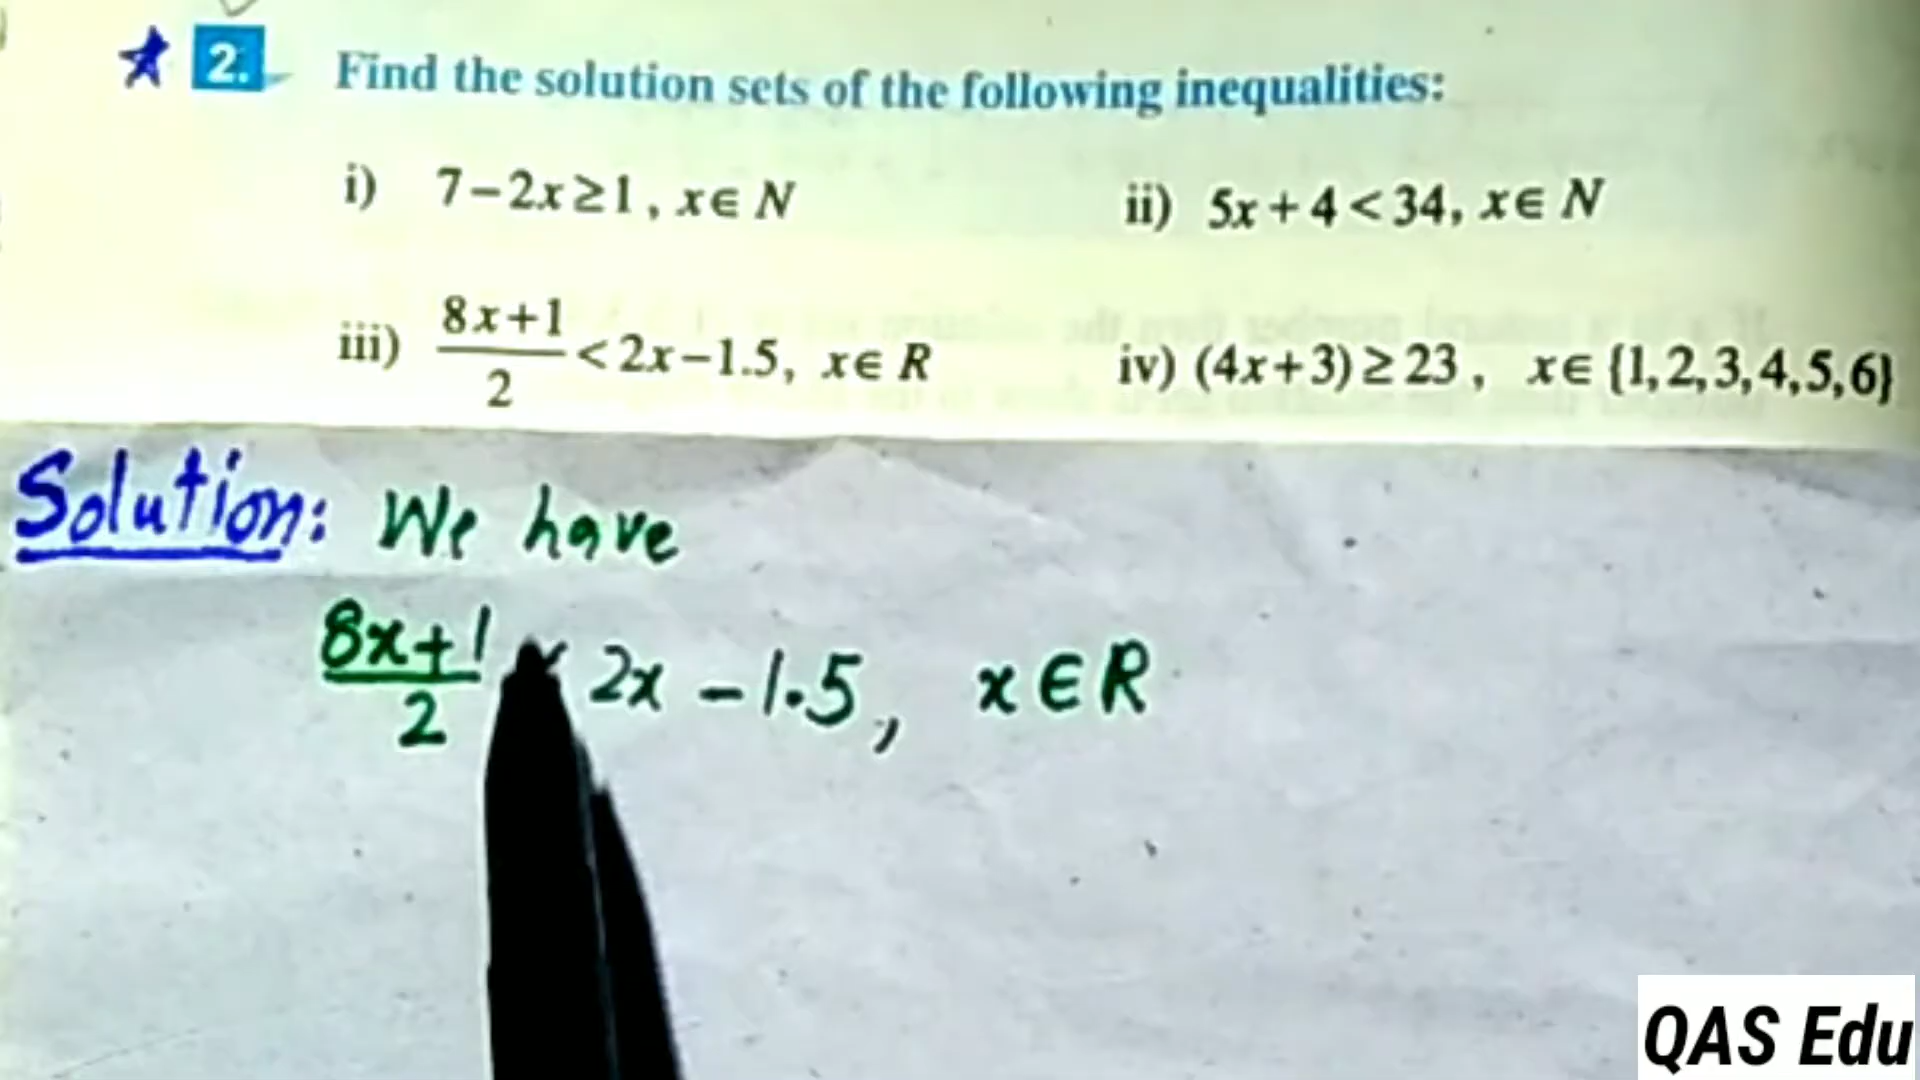 2. Find the solution sets of the following inequalities:
i) 7-2x≥1, x∈N
ii) 5x+4<34, x∈N
iii) (8x+1)/2 <2x-1.5, x∈R
iv) (4x+3)≥23, x∈{1,2,3,4,5,6}
Solution: We have
(8x+1)/2 < 2x - 1.5, x∈R
QAS Edu